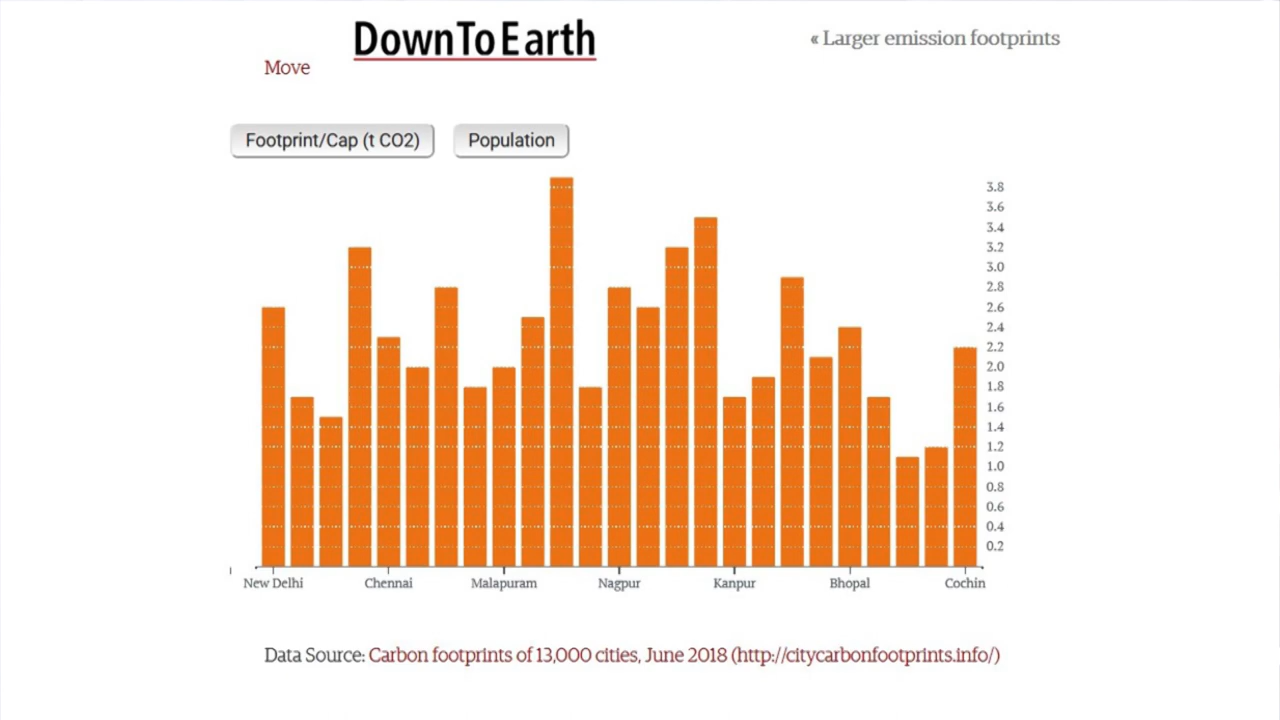 DownToEarth
« Larger emission footprints
Move
Footprint/Cap (t CO2)
Population
3.8
3.6
3.4
3.2
3.0
2.8
2.6
2.4
2.2
2.0
1.8
1.6
1.4
1.2
1.0
0.8
0.6
0.4
0.2
New Delhi Chennai Malapuram Nagpur Kanpur Bhopal Cochin
Data Source: Carbon footprints of 13,000 cities, June 2018 (http://citycarbonfootprints.info/)